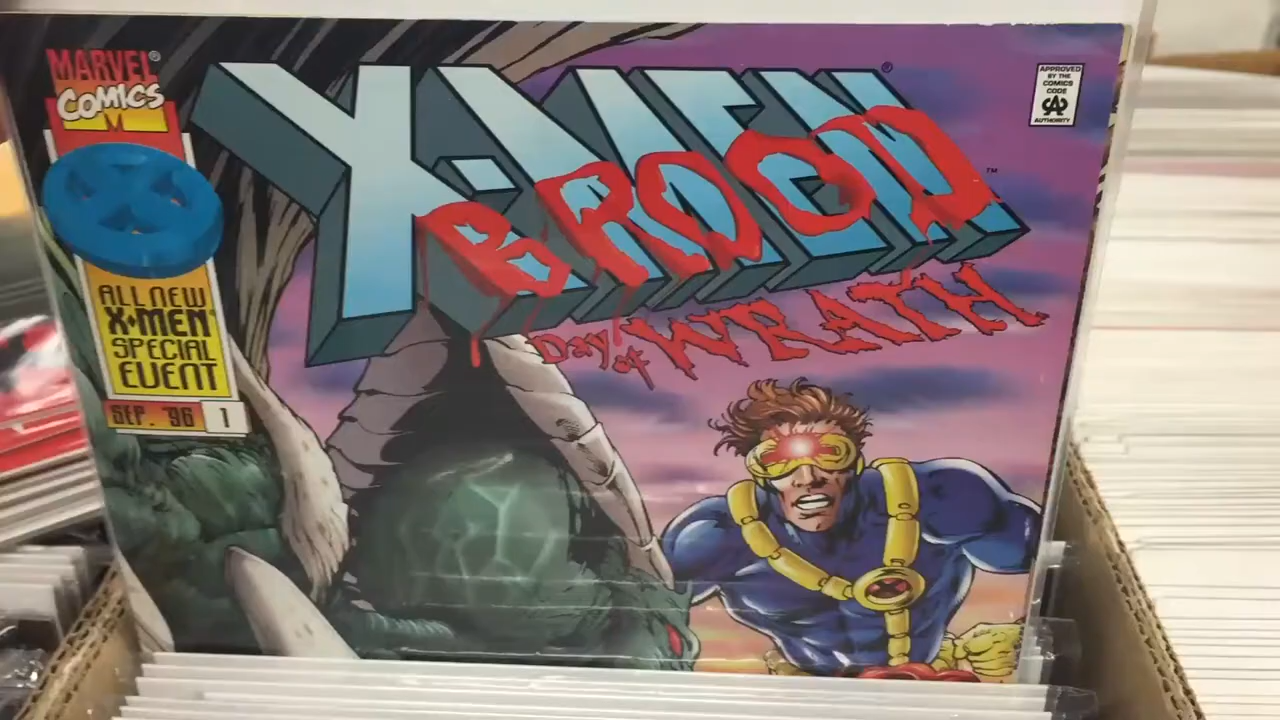 MARVEL®
COMICS
X-MEN®
BROOD™
Day of WRATH
APPROVED
BY THE
COMICS
CODE
CA
AUTHORITY
ALL NEW
X•MEN®
SPECIAL
EVENT
SEP. '96 1